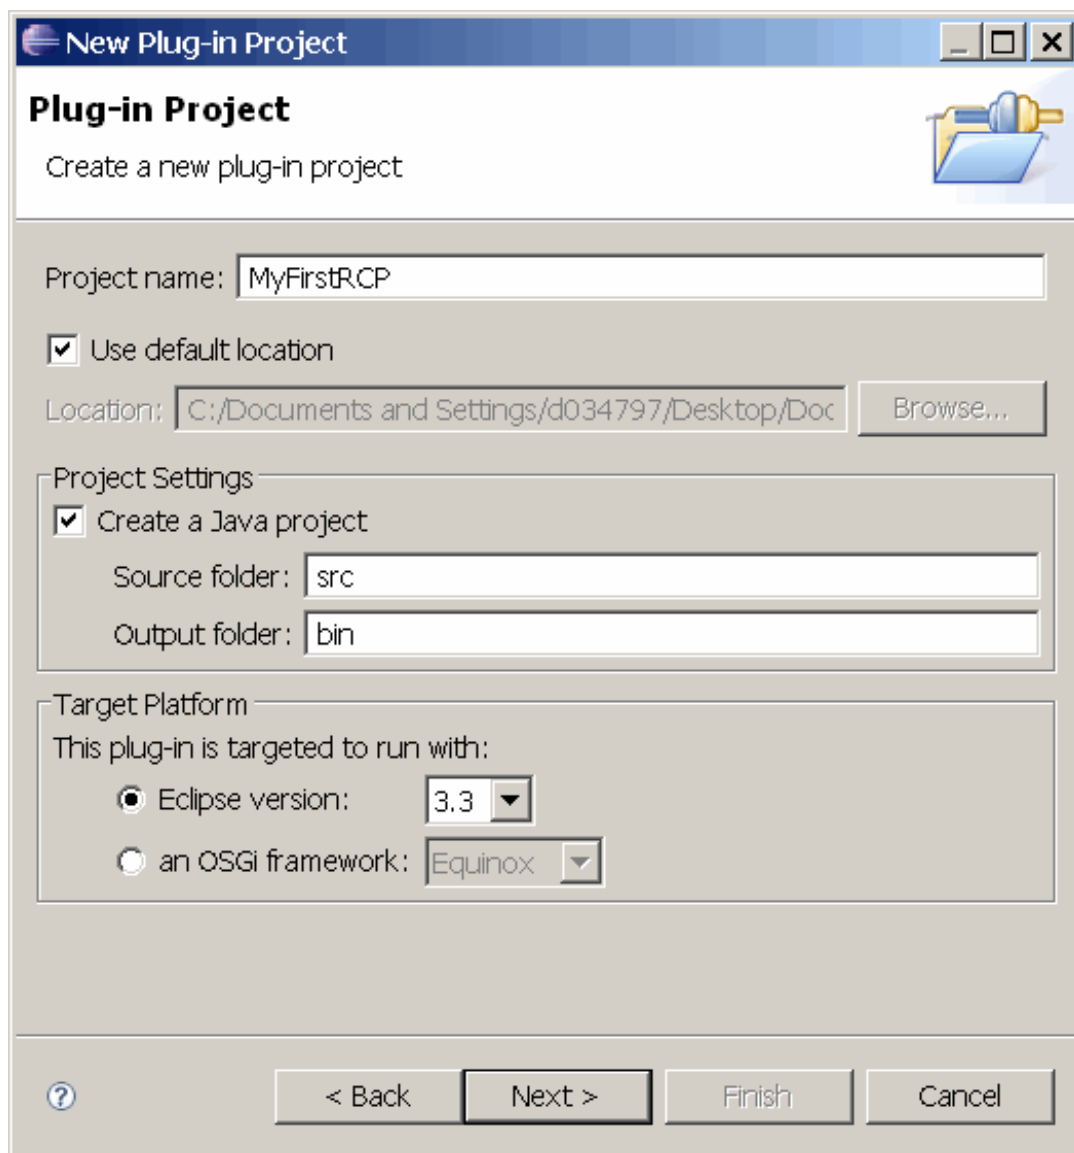 New Plug-in Project
Plug-in Project
Create a new plug-in project
Project name: MyFirstRCP
Use default location
Location: C:/Documents and Settings/d034797/Desktop/Doc Browse...
Project Settings
Create a Java project
Source folder: src
Output folder: bin
Target Platform
This plug-in is targeted to run with:
Eclipse version: 3.3
an OSGi framework: Equinox
? < Back Next > Finish Cancel